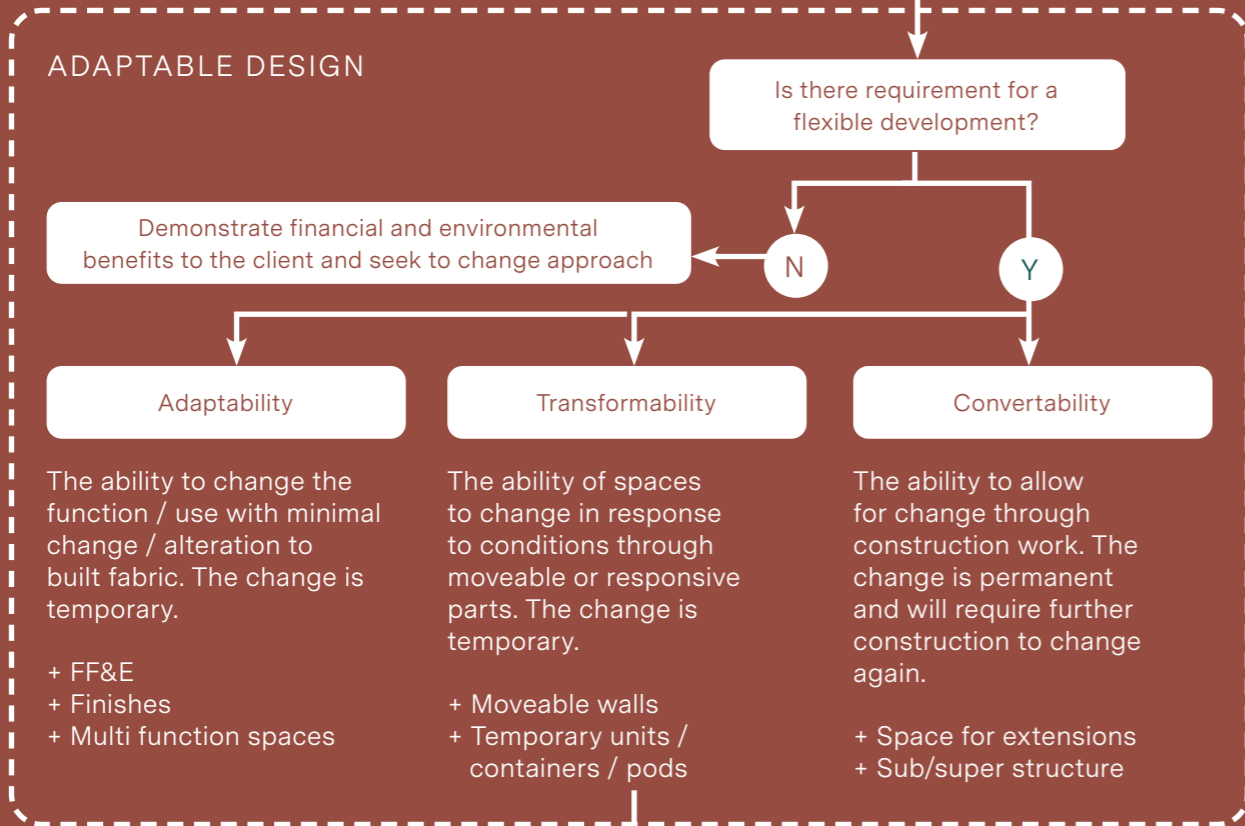 ADAPTABLE DESIGN
Is there requirement for a
flexible development?
Demonstrate financial and environmental
benefits to the client and seek to change approach
N
Y
Adaptability
The ability to change the
function / use with minimal
change / alteration to
built fabric. The change is
temporary.
+ FF&E
+ Finishes
+ Multi function spaces
Transformability
The ability of spaces
to change in response
to conditions through
moveable or responsive
parts. The change is
temporary.
+ Moveable walls
+ Temporary units /
containers / pods
Convertability
The ability to allow
for change through
construction work. The
change is permanent
and will require further
construction to change
again.
+ Space for extensions
+ Sub/super structure